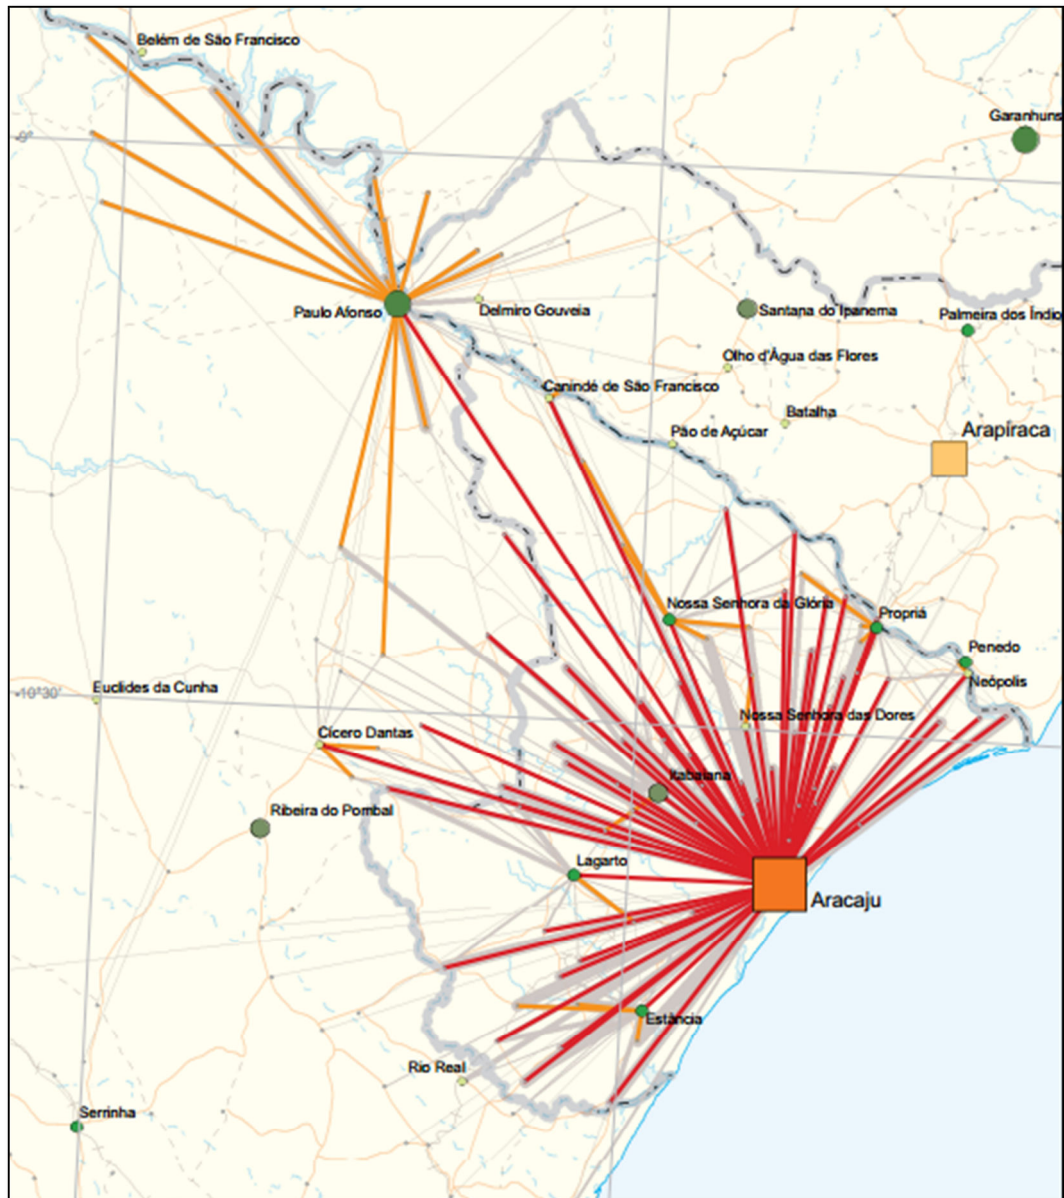 Belém de São Francisco
Garanhuns
-9°
Paulo Afonso
Delmiro Gouveia
Santana do Ipanema
Palmeira dos Índio
Olho d'Água das Flores
Canindé de São Francisco
Batalha
Pão de Açúcar
Arapiraca
Nossa Senhora da Glória
Propriá
Penedo
Neópolis
Euclides da Cunha
-10°30'
Nossa Senhora das Dores
Cícero Dantas
Itabaiana
Ribeira do Pombal
Lagarto
Aracaju
Estância
Rio Real
Serrinha